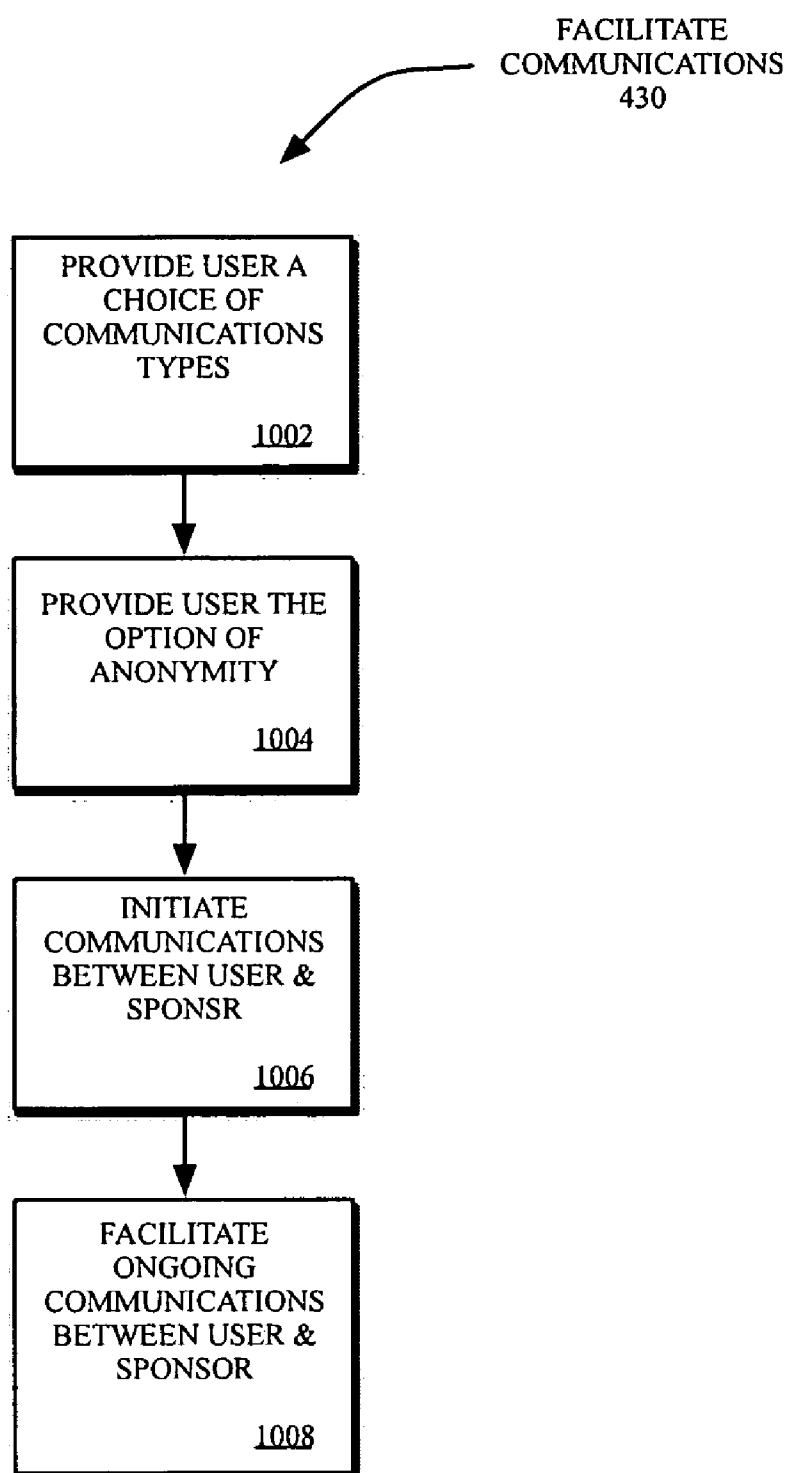 FACILITATE
COMMUNICATIONS
430
PROVIDE USER A
CHOICE OF
COMMUNICATIONS
TYPES
1002
PROVIDE USER THE
OPTION OF
ANONYMITY
1004
INITIATE
COMMUNICATIONS
BETWEEN USER &
SPONSR
1006
FACILITATE
ONGOING
COMMUNICATIONS
BETWEEN USER &
SPONSOR
1008